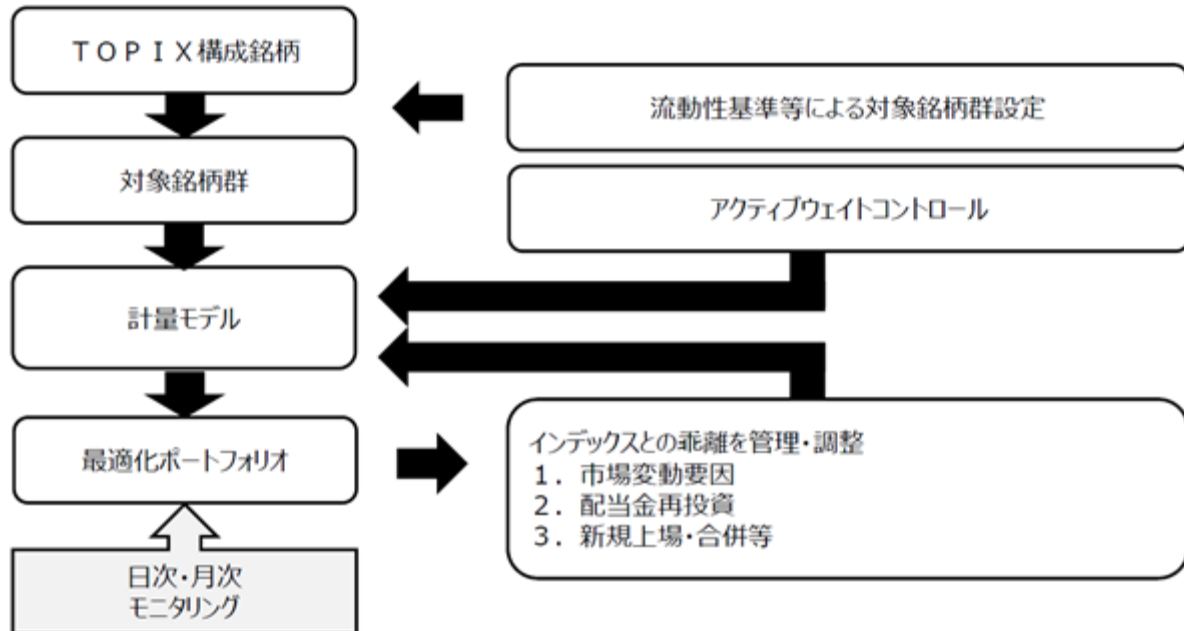 TOPIX構成銘柄
流動性基準等による対象銘柄群設定
対象銘柄群
アクティブウェイトコントロール
計量モデル
最適化ポートフォリオ
インデックスとの乖離を管理・調整
1．市場変動要因
2．配当金再投資
3．新規上場・合併等
日次・月次
モニタリング